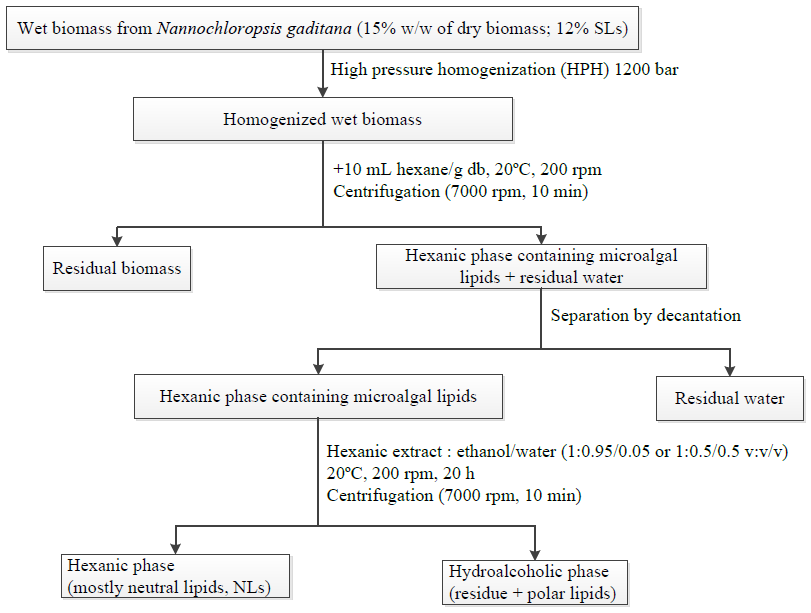 Wet biomass from Nannochloropsis gaditana (15% w/w of dry biomass; 12% SLs)
High pressure homogenization (HPH) 1200 bar
Homogenized wet biomass
+10 mL hexane/g db, 20ºC, 200 rpm
Centrifugation (7000 rpm, 10 min)
Residual biomass
Hexanic phase containing microalgal
lipids + residual water
Separation by decantation
Hexanic phase containing microalgal lipids
Residual water
Hexanic extract : ethanol/water (1:0.95/0.05 or 1:0.5/0.5 v:v/v)
20ºC, 200 rpm, 20 h
Centrifugation (7000 rpm, 10 min)
Hexanic phase
(mostly neutral lipids, NLs)
Hydroalcoholic phase
(residue + polar lipids)